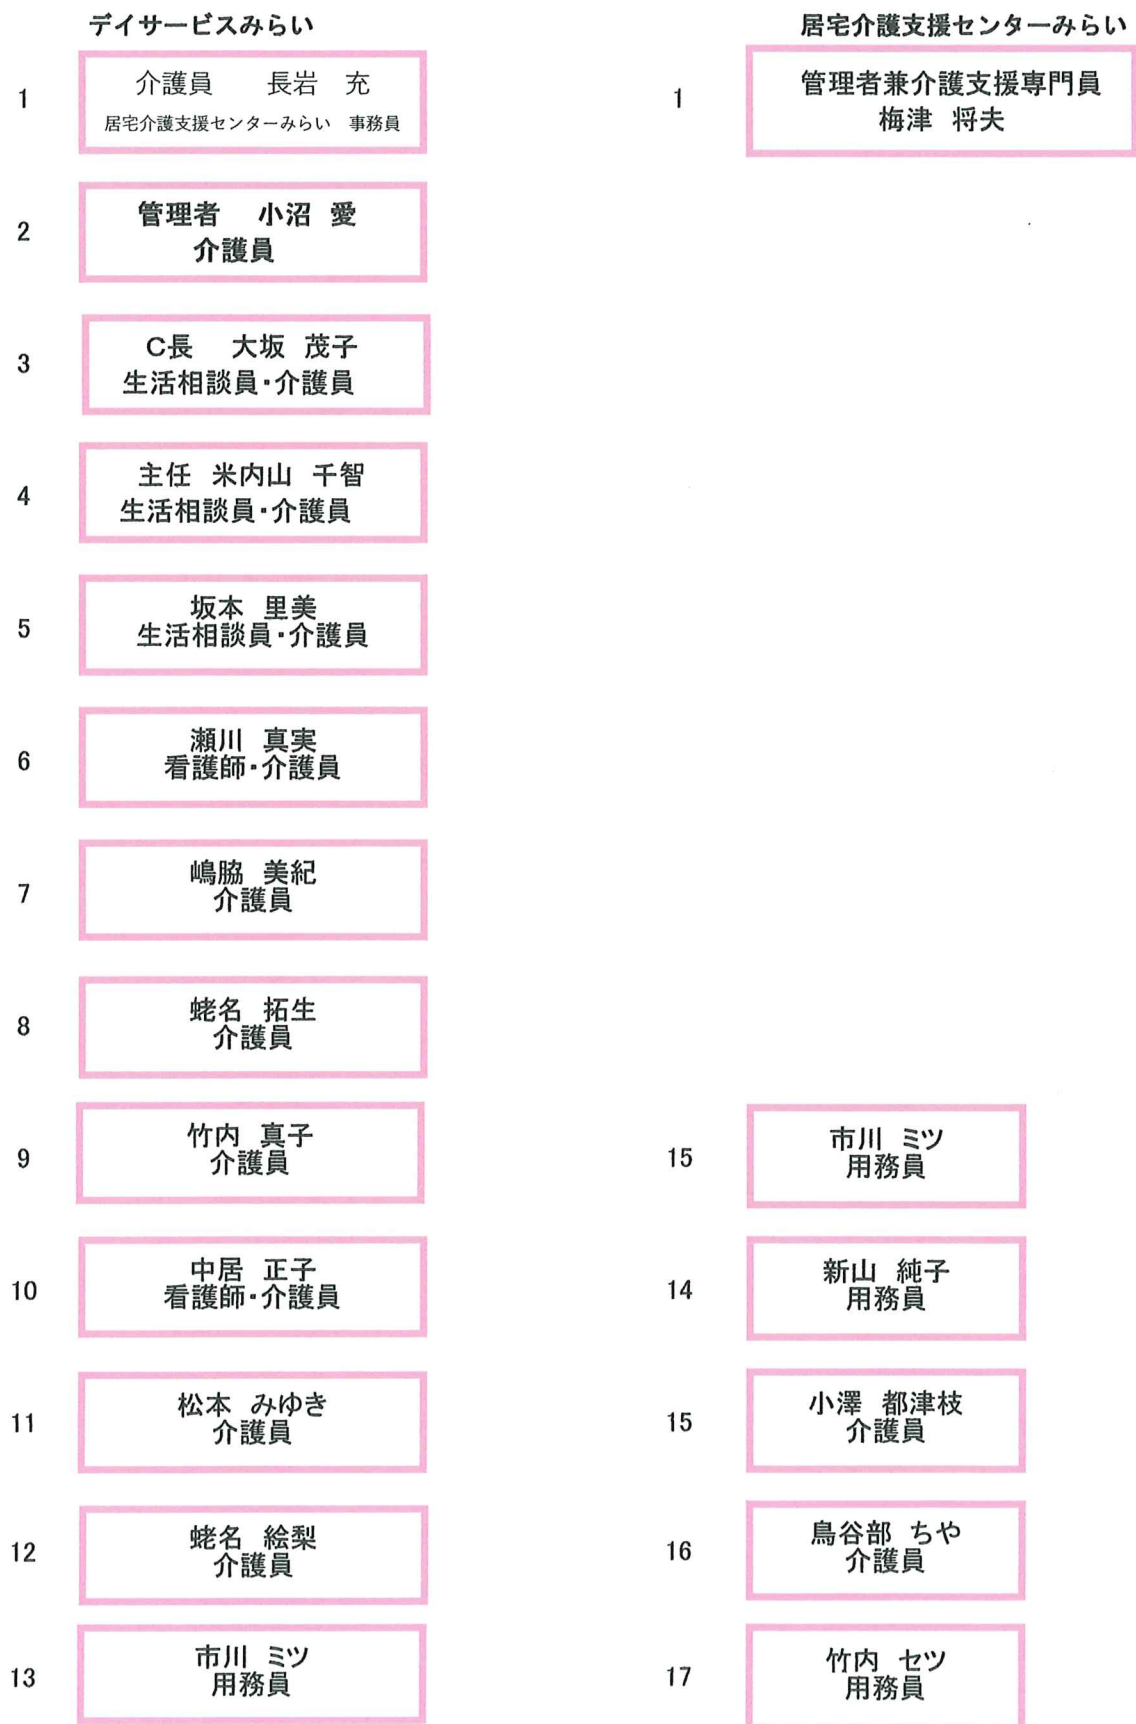 デイサービスみらい
1
介護員 長岩 充
居宅介護支援センターみらい 事務員
2
管理者 小沼 愛
介護員
3
C長 大坂 茂子
生活相談員・介護員
4
主任 米内山 千智
生活相談員・介護員
5
坂本 里美
生活相談員・介護員
6
瀬川 真実
看護師・介護員
7
嶋脇 美紀
介護員
8
蛯名 拓生
介護員
9
竹内 真子
介護員
10
中居 正子
看護師・介護員
11
松本 みゆき
介護員
12
蛯名 絵梨
介護員
13
市川 ミツ
用務員
居宅介護支援センターみらい
1
管理者兼介護支援専門員
梅津 将夫
15
市川 ミツ
用務員
14
新山 純子
用務員
15
小澤 都津枝
介護員
16
鳥谷部 ちや
介護員
17
竹内 セツ
用務員